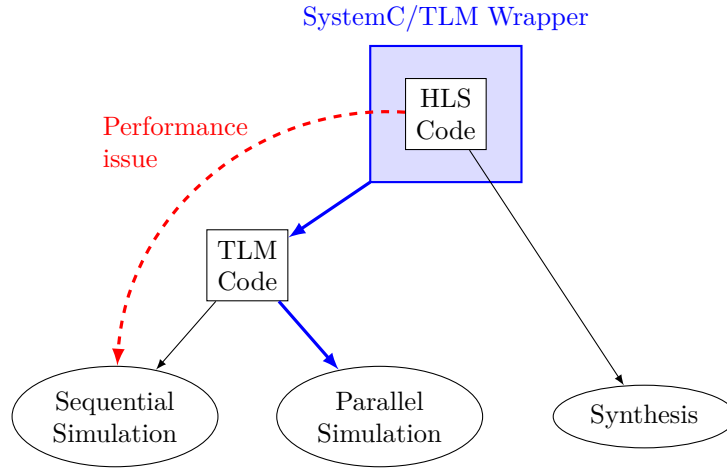 SystemC/TLM Wrapper
HLS
Code
Performance
issue
TLM
Code
Sequential
Simulation
Parallel
Simulation
Synthesis